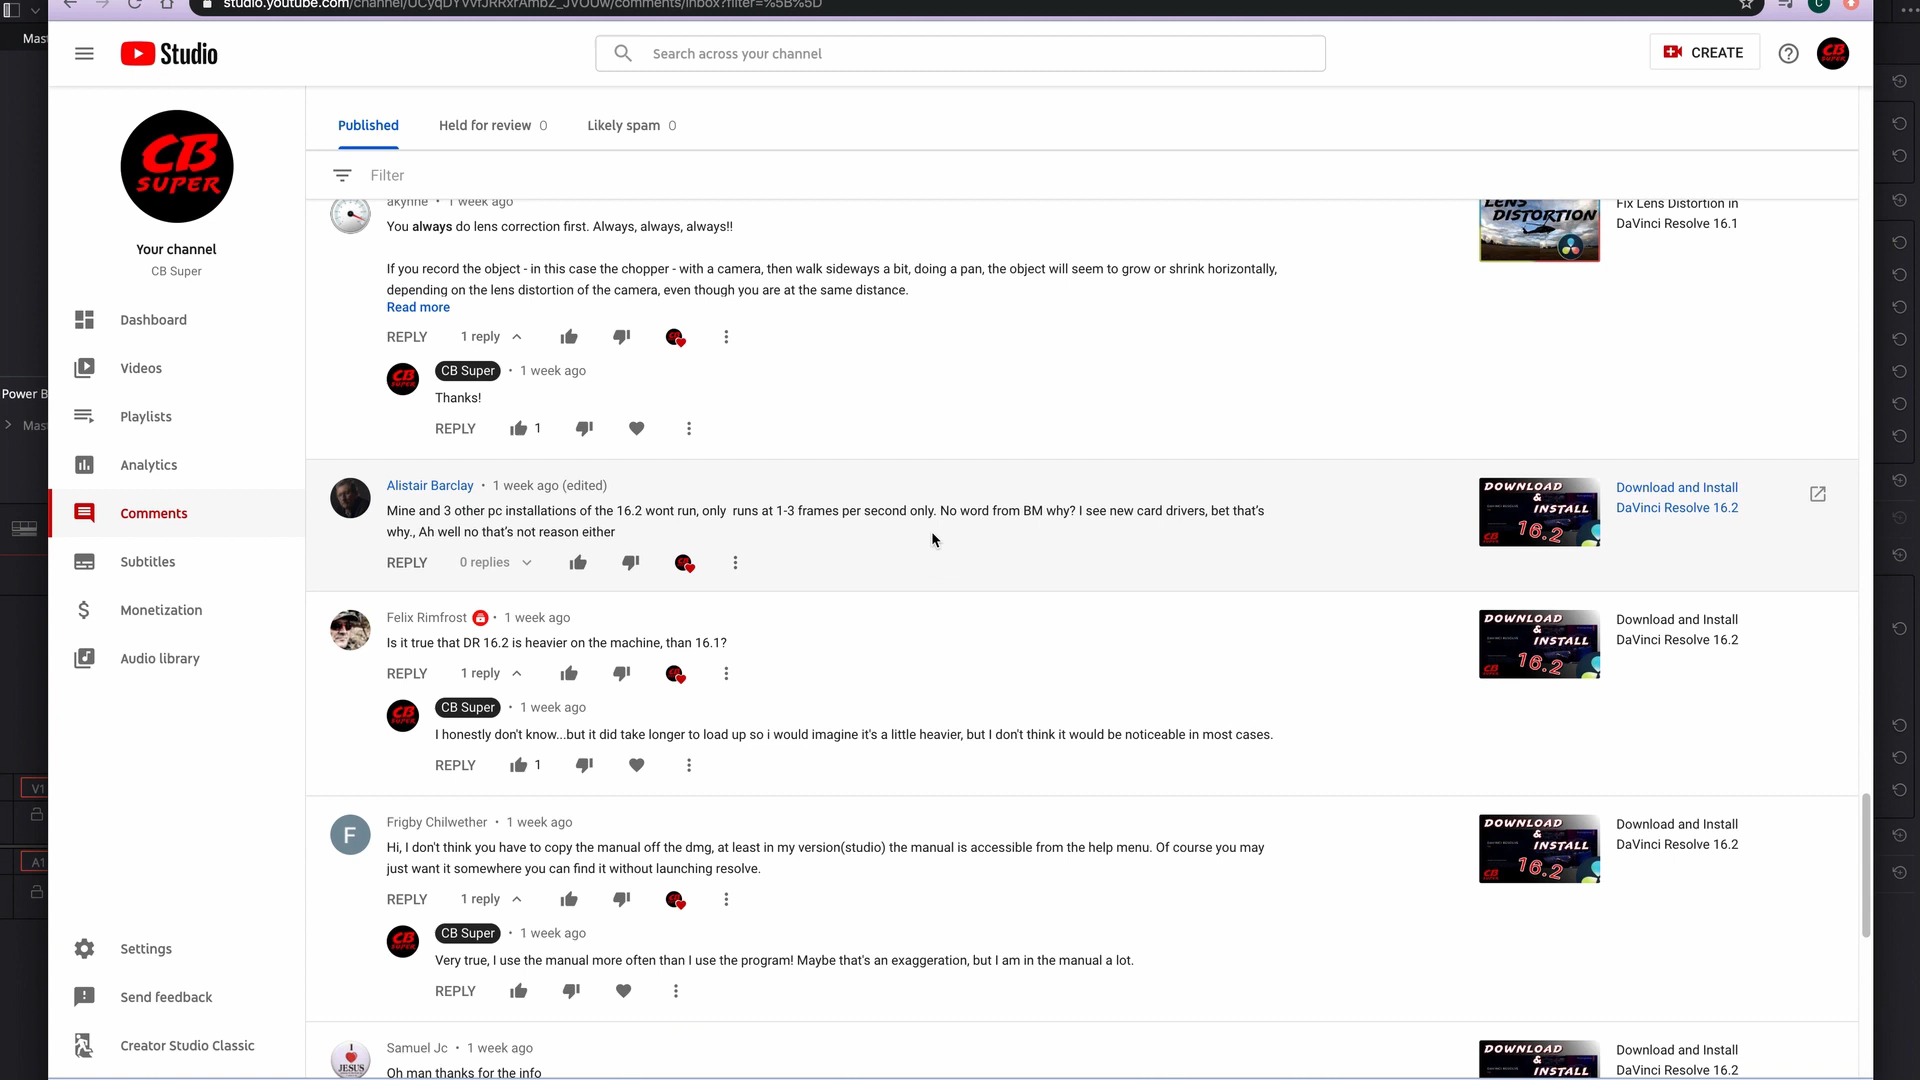 Mas
Studio
Search across your channel
CREATE
CB
SUPER
Your channel
CB Super
Dashboard
Videos
Playlists
Analytics
Comments
Subtitles
Monetization
Audio library
Settings
Send feedback
Creator Studio Classic
Power B
Mas
V1
A1
Published
Held for review 0
Likely spam 0
Filter
akynne • 1 week ago
You always do lens correction first. Always, always, always!!
If you record the object - in this case the chopper - with a camera, then walk sideways a bit, doing a pan, the object will seem to grow or shrink horizontally,
depending on the lens distortion of the camera, even though you are at the same distance.
Read more
REPLY 1 reply
CB Super • 1 week ago
Thanks!
REPLY 1
LENS
DISTORTION
Fix Lens Distortion in
DaVinci Resolve 16.1
Alistair Barclay • 1 week ago (edited)
Mine and 3 other pc installations of the 16.2 wont run, only runs at 1-3 frames per second only. No word from BM why? I see new card drivers, bet that's
why., Ah well no that's not reason either
REPLY 0 replies
DOWNLOAD
&
INSTALL
16.2
Download and Install
DaVinci Resolve 16.2
Felix Rimfrost • 1 week ago
Is it true that DR 16.2 is heavier on the machine, than 16.1?
REPLY 1 reply
CB Super • 1 week ago
I honestly don't know...but it did take longer to load up so i would imagine it's a little heavier, but I don't think it would be noticeable in most cases.
REPLY 1
DOWNLOAD
&
INSTALL
16.2
Download and Install
DaVinci Resolve 16.2
Frigby Chilwether • 1 week ago
Hi, I don't think you have to copy the manual off the dmg, at least in my version(studio) the manual is accessible from the help menu. Of course you may
just want it somewhere you can find it without launching resolve.
REPLY 1 reply
CB Super • 1 week ago
Very true, I use the manual more often than I use the program! Maybe that's an exaggeration, but I am in the manual a lot.
REPLY
DOWNLOAD
&
INSTALL
16.2
Download and Install
DaVinci Resolve 16.2
I
JESUS
Samuel Jc • 1 week ago
Oh man thanks for the info
DOWNLOAD
&
INSTALL
Download and Install
DaVinci Resolve 16.2